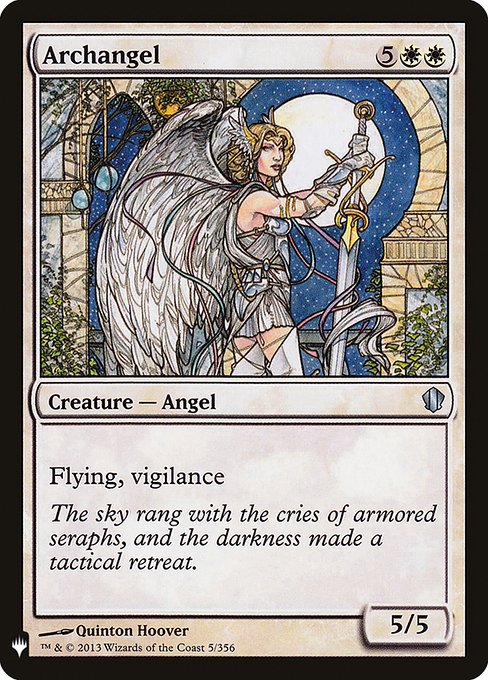 Archangel 5
Creature — Angel
Flying, vigilance
The sky rang with the cries of armored
seraphs, and the darkness made a
tactical retreat.
5/5
Quinton Hoover
™ & © 2013 Wizards of the Coast 5/356